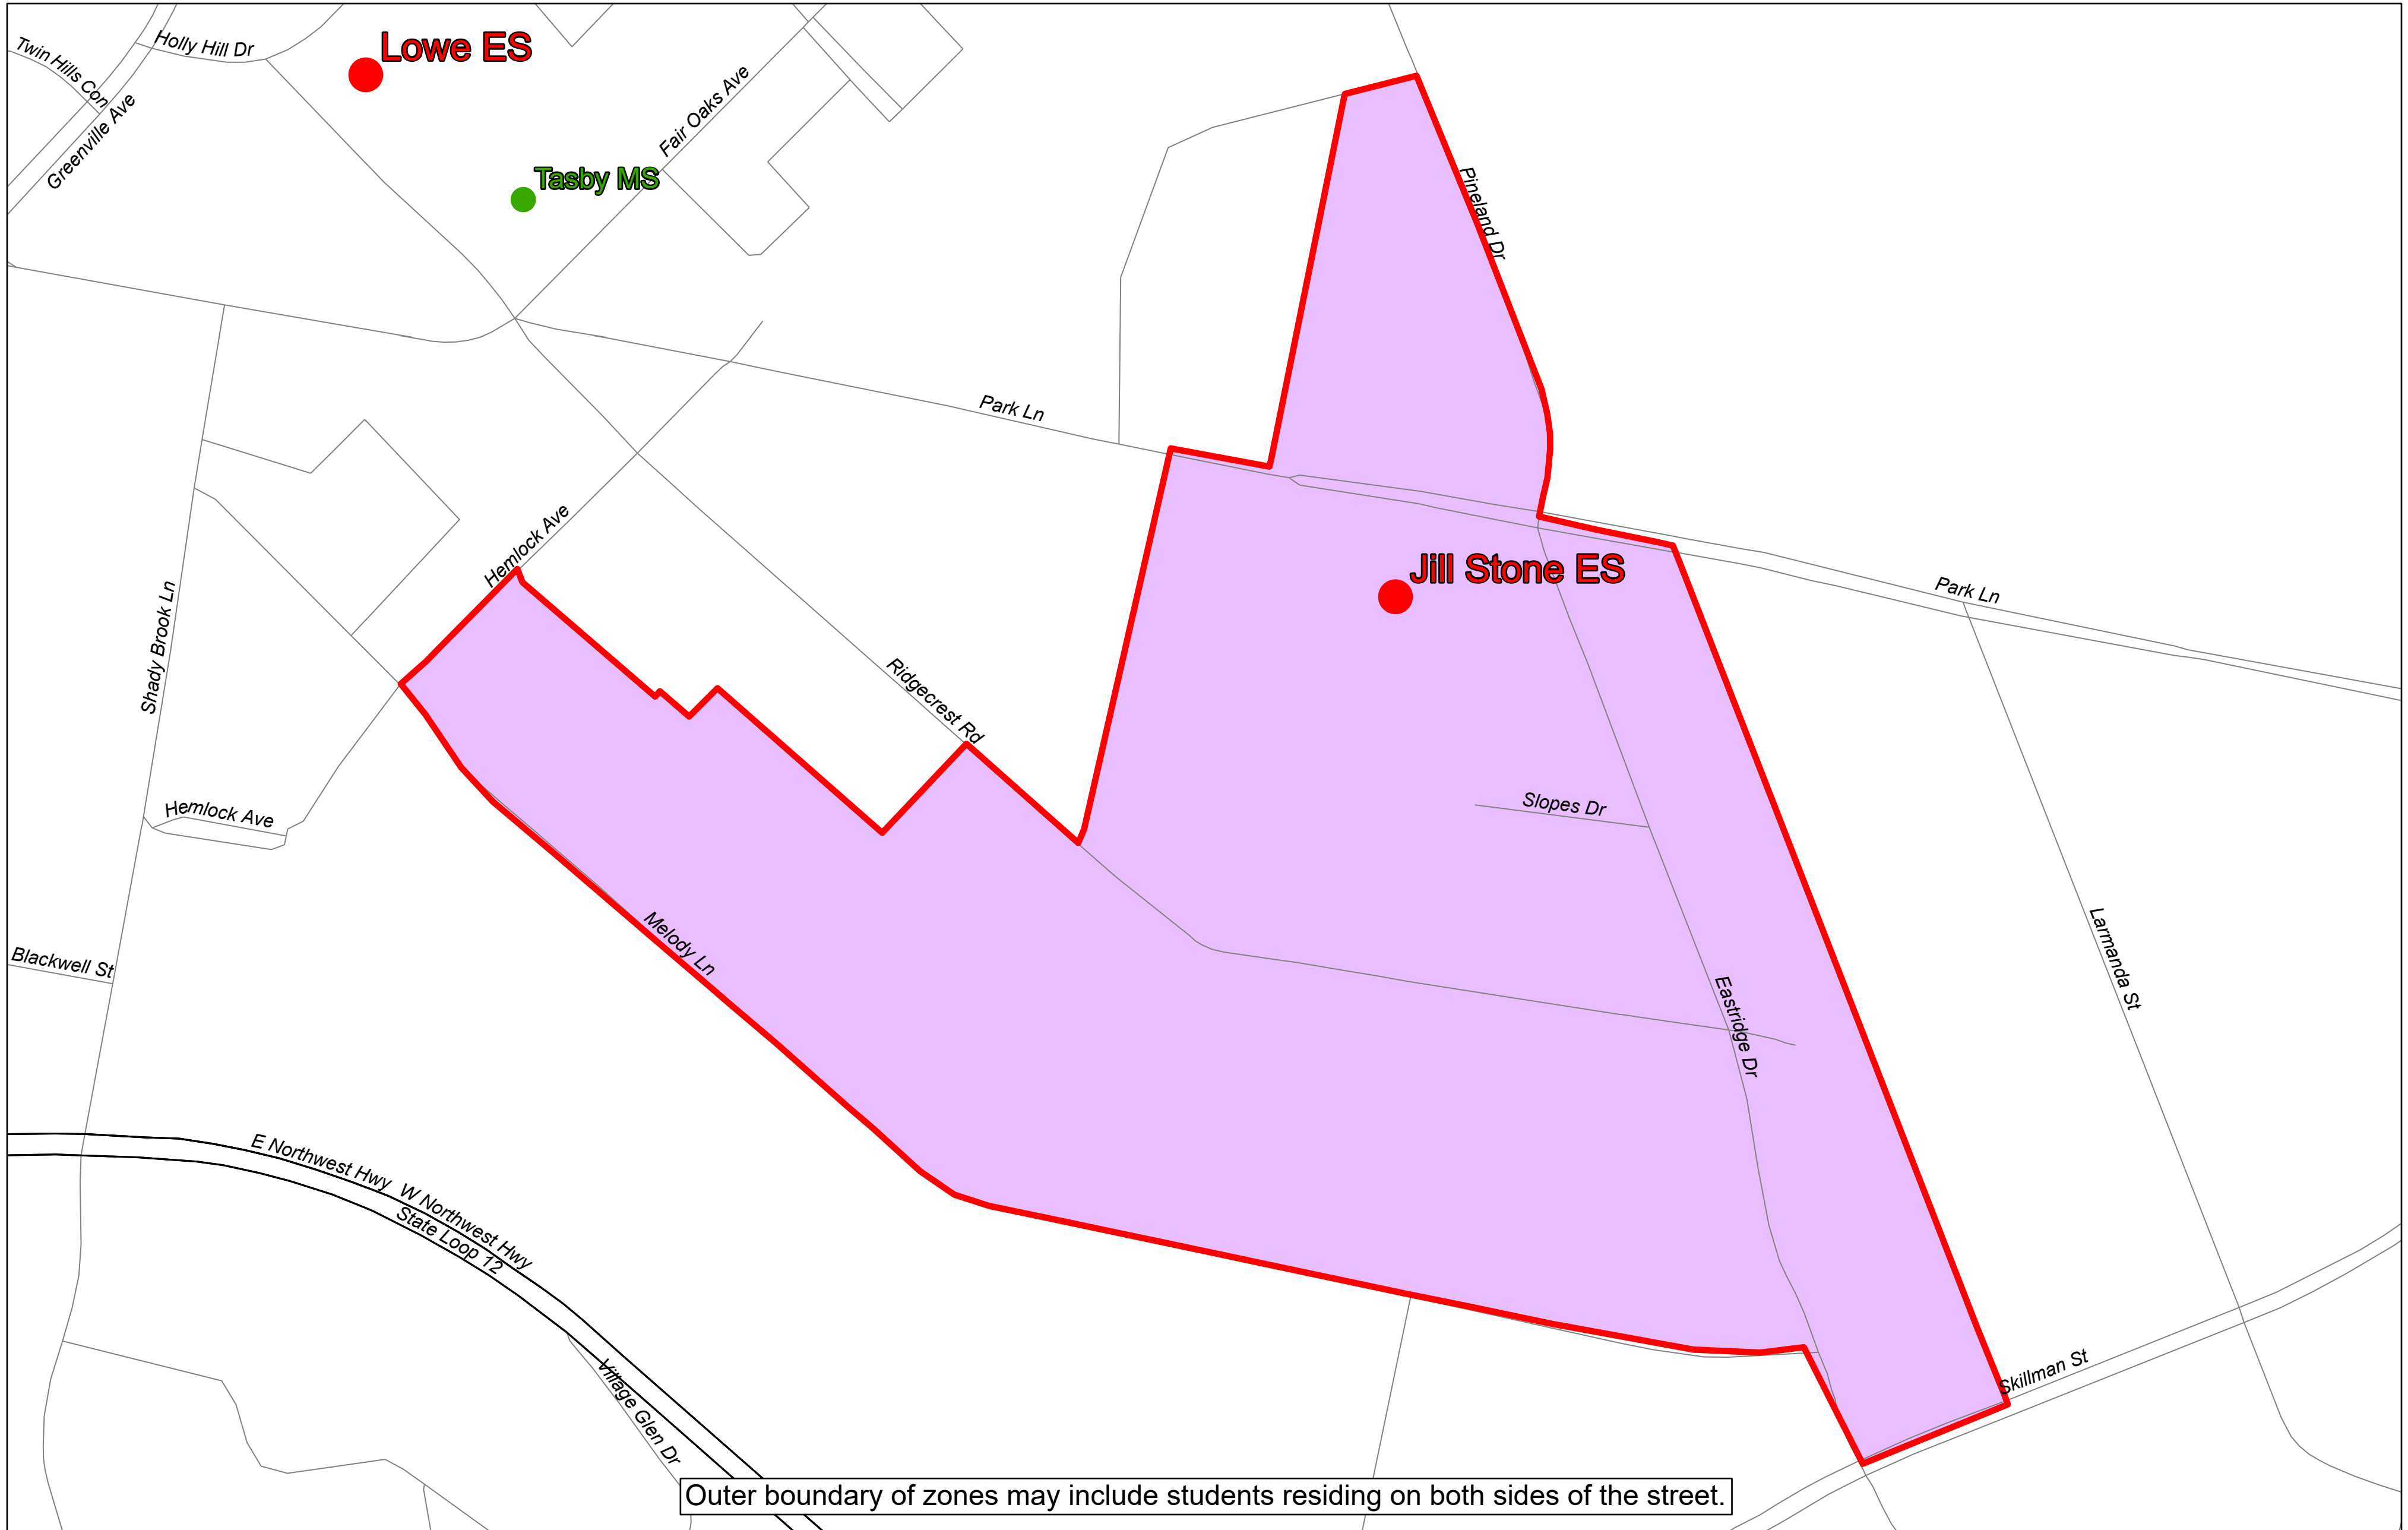 Lowe ES
Holly Hill Dr
Twin Hills Con
Greenville Ave
Fair Oaks Ave
Tasby MS
Pineland Dr
Park Ln
Hemlock Ave
Jill Stone ES
Park Ln
Shady Brook Ln
Ridgecrest Rd
Slopes Dr
Hemlock Ave
Melody Ln
Larmanda St
Blackwell St
Eastridge Dr
E Northwest Hwy
W Northwest Hwy
State Loop 12
Village Glen Dr
Skillman St
Outer boundary of zones may include students residing on both sides of the street.